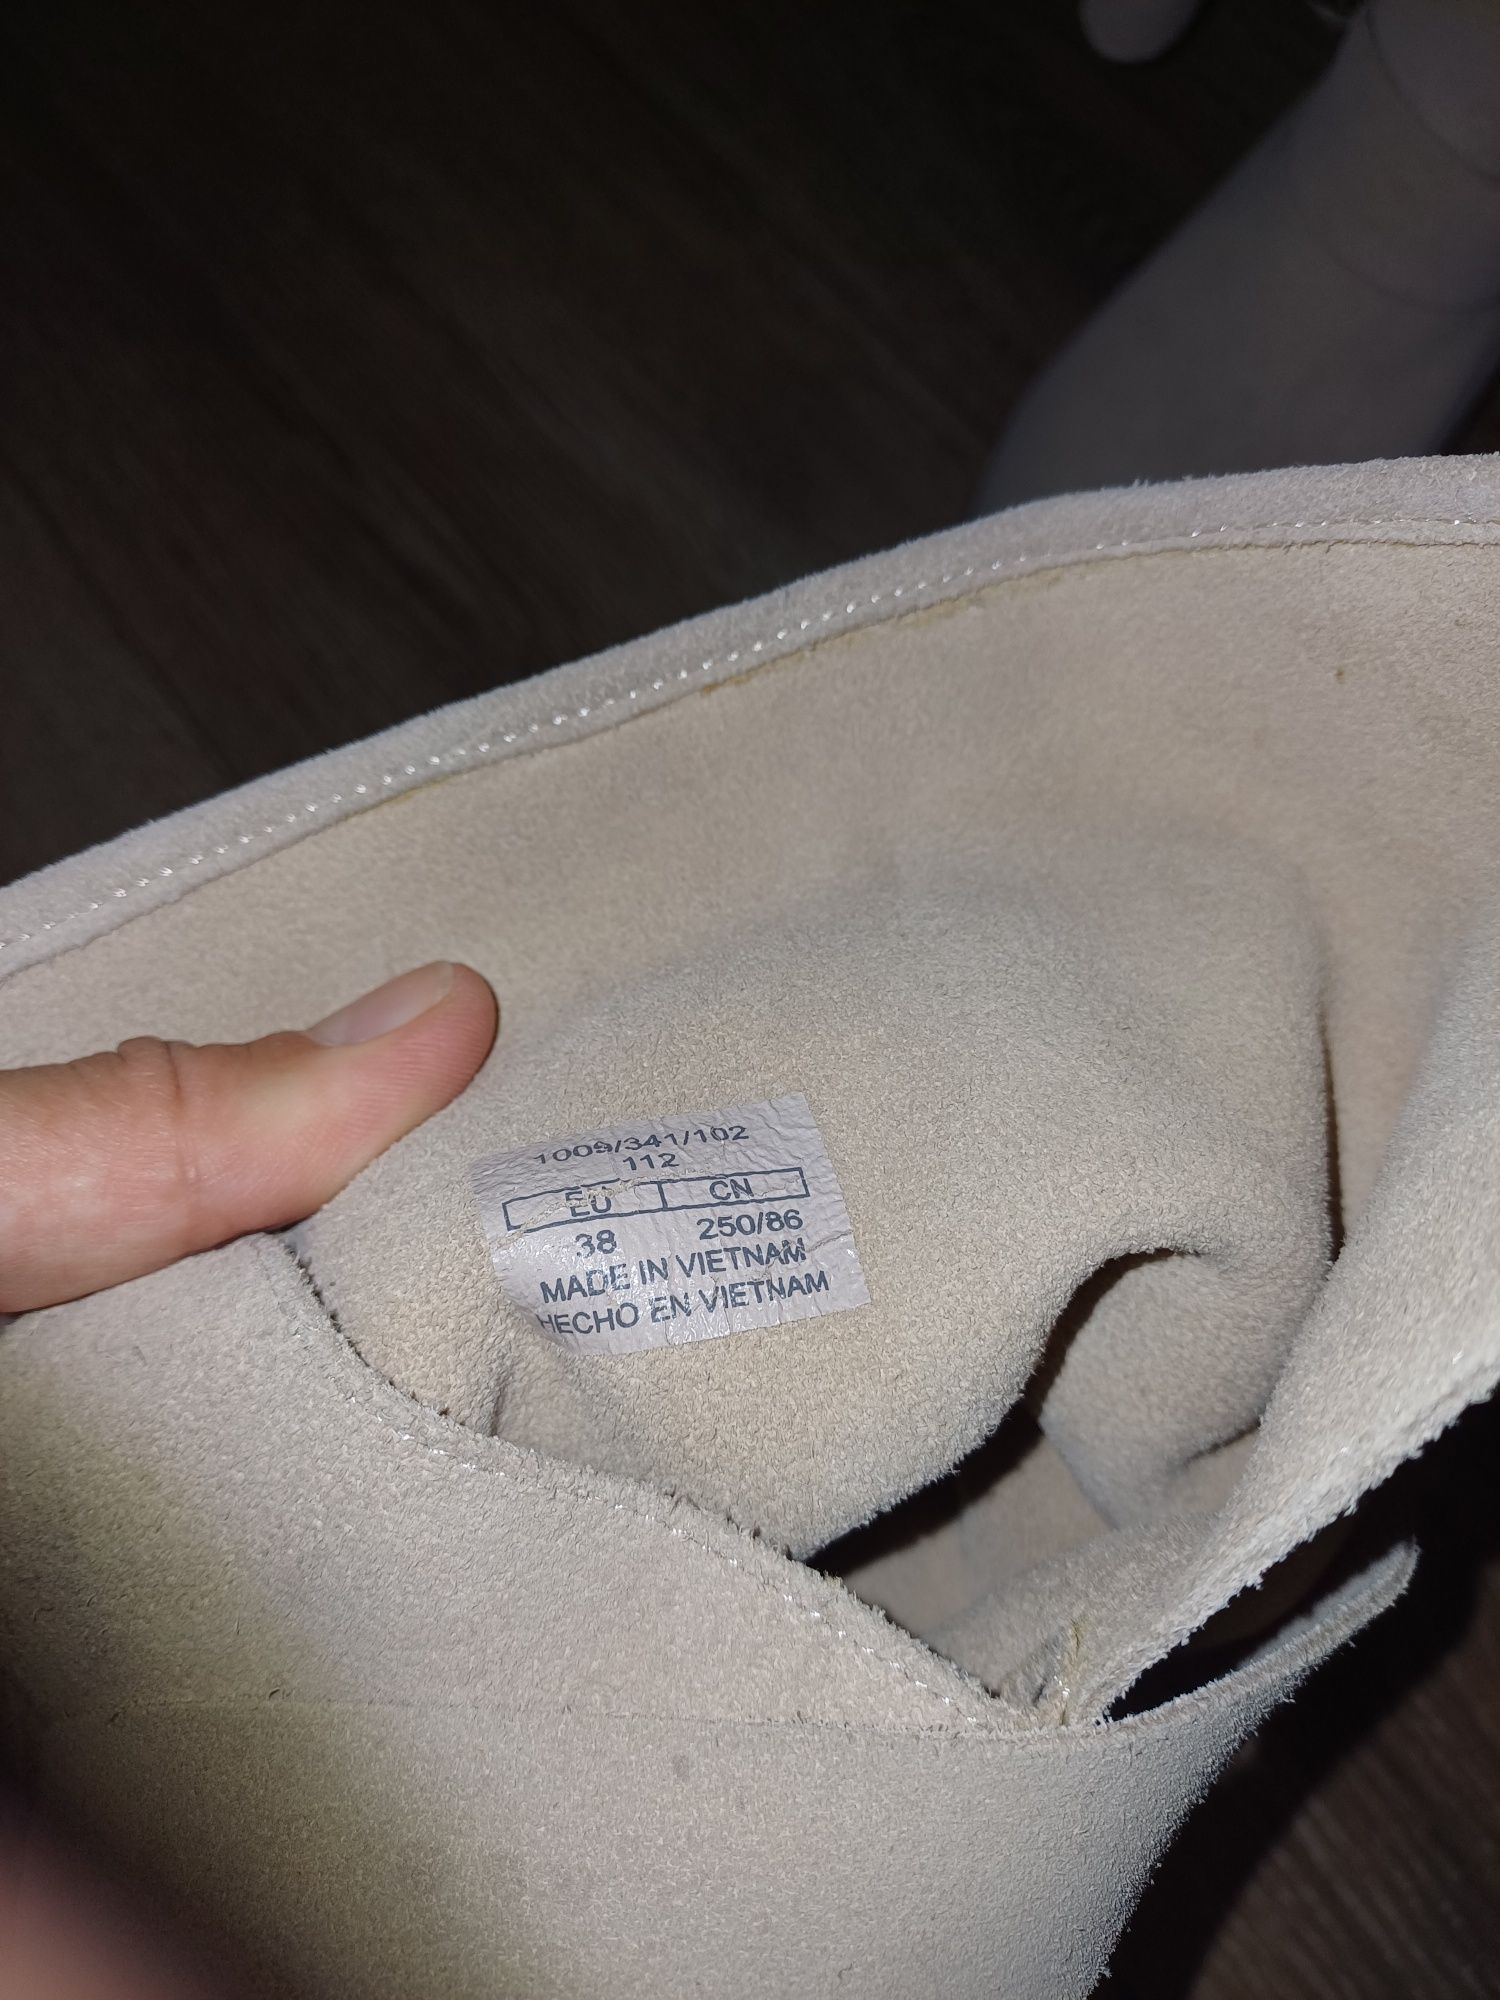 1009/341/102
112
EU CN
38 250/86
MADE IN VIETNAM
HECHO EN VIETNAM